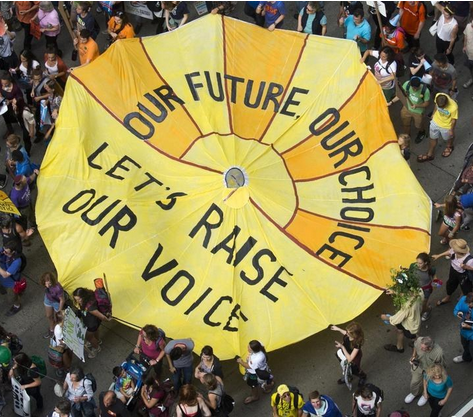 OUR FUTURE, OUR CHOICE
LET'S RAISE
OUR VOICE